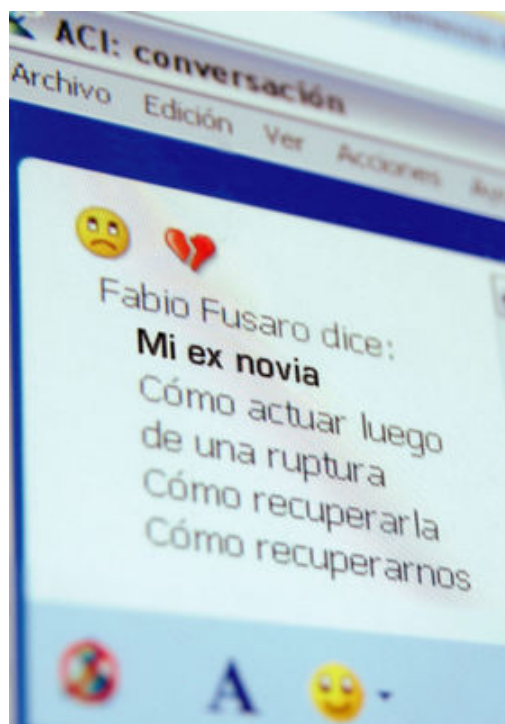 ACI: conversación
Archivo Edición Ver Acciones
Fabio Fusaro dice:
Mi ex novia
Cómo actuar luego
de una ruptura
Cómo recuperarla
Cómo recuperarnos
A